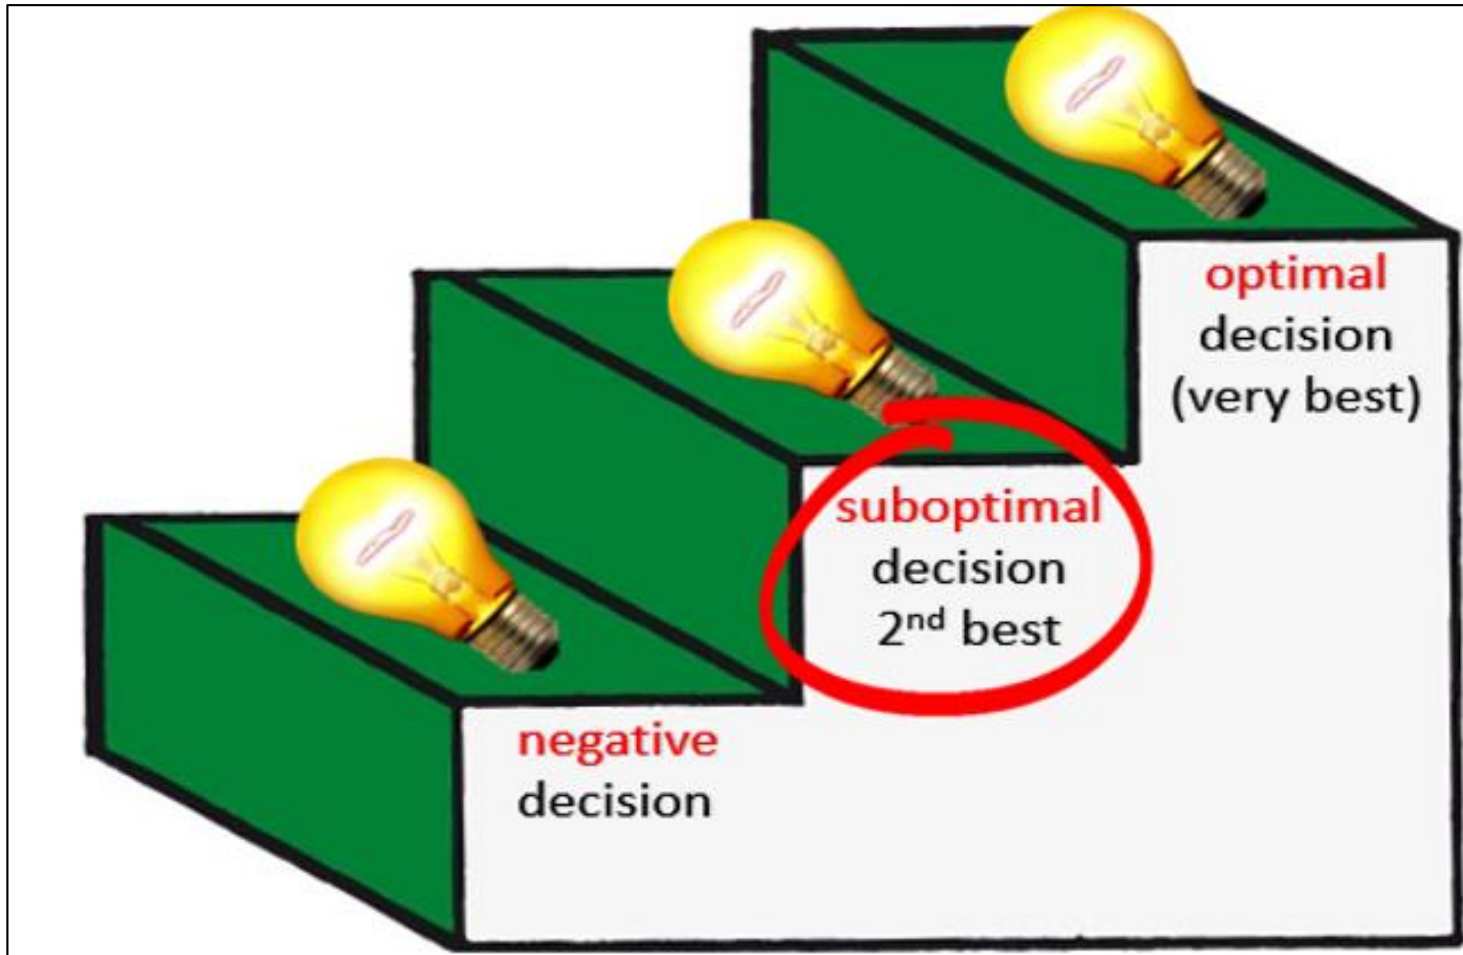 optimal
decision
(very best)
suboptimal
decision
2nd best
negative
decision